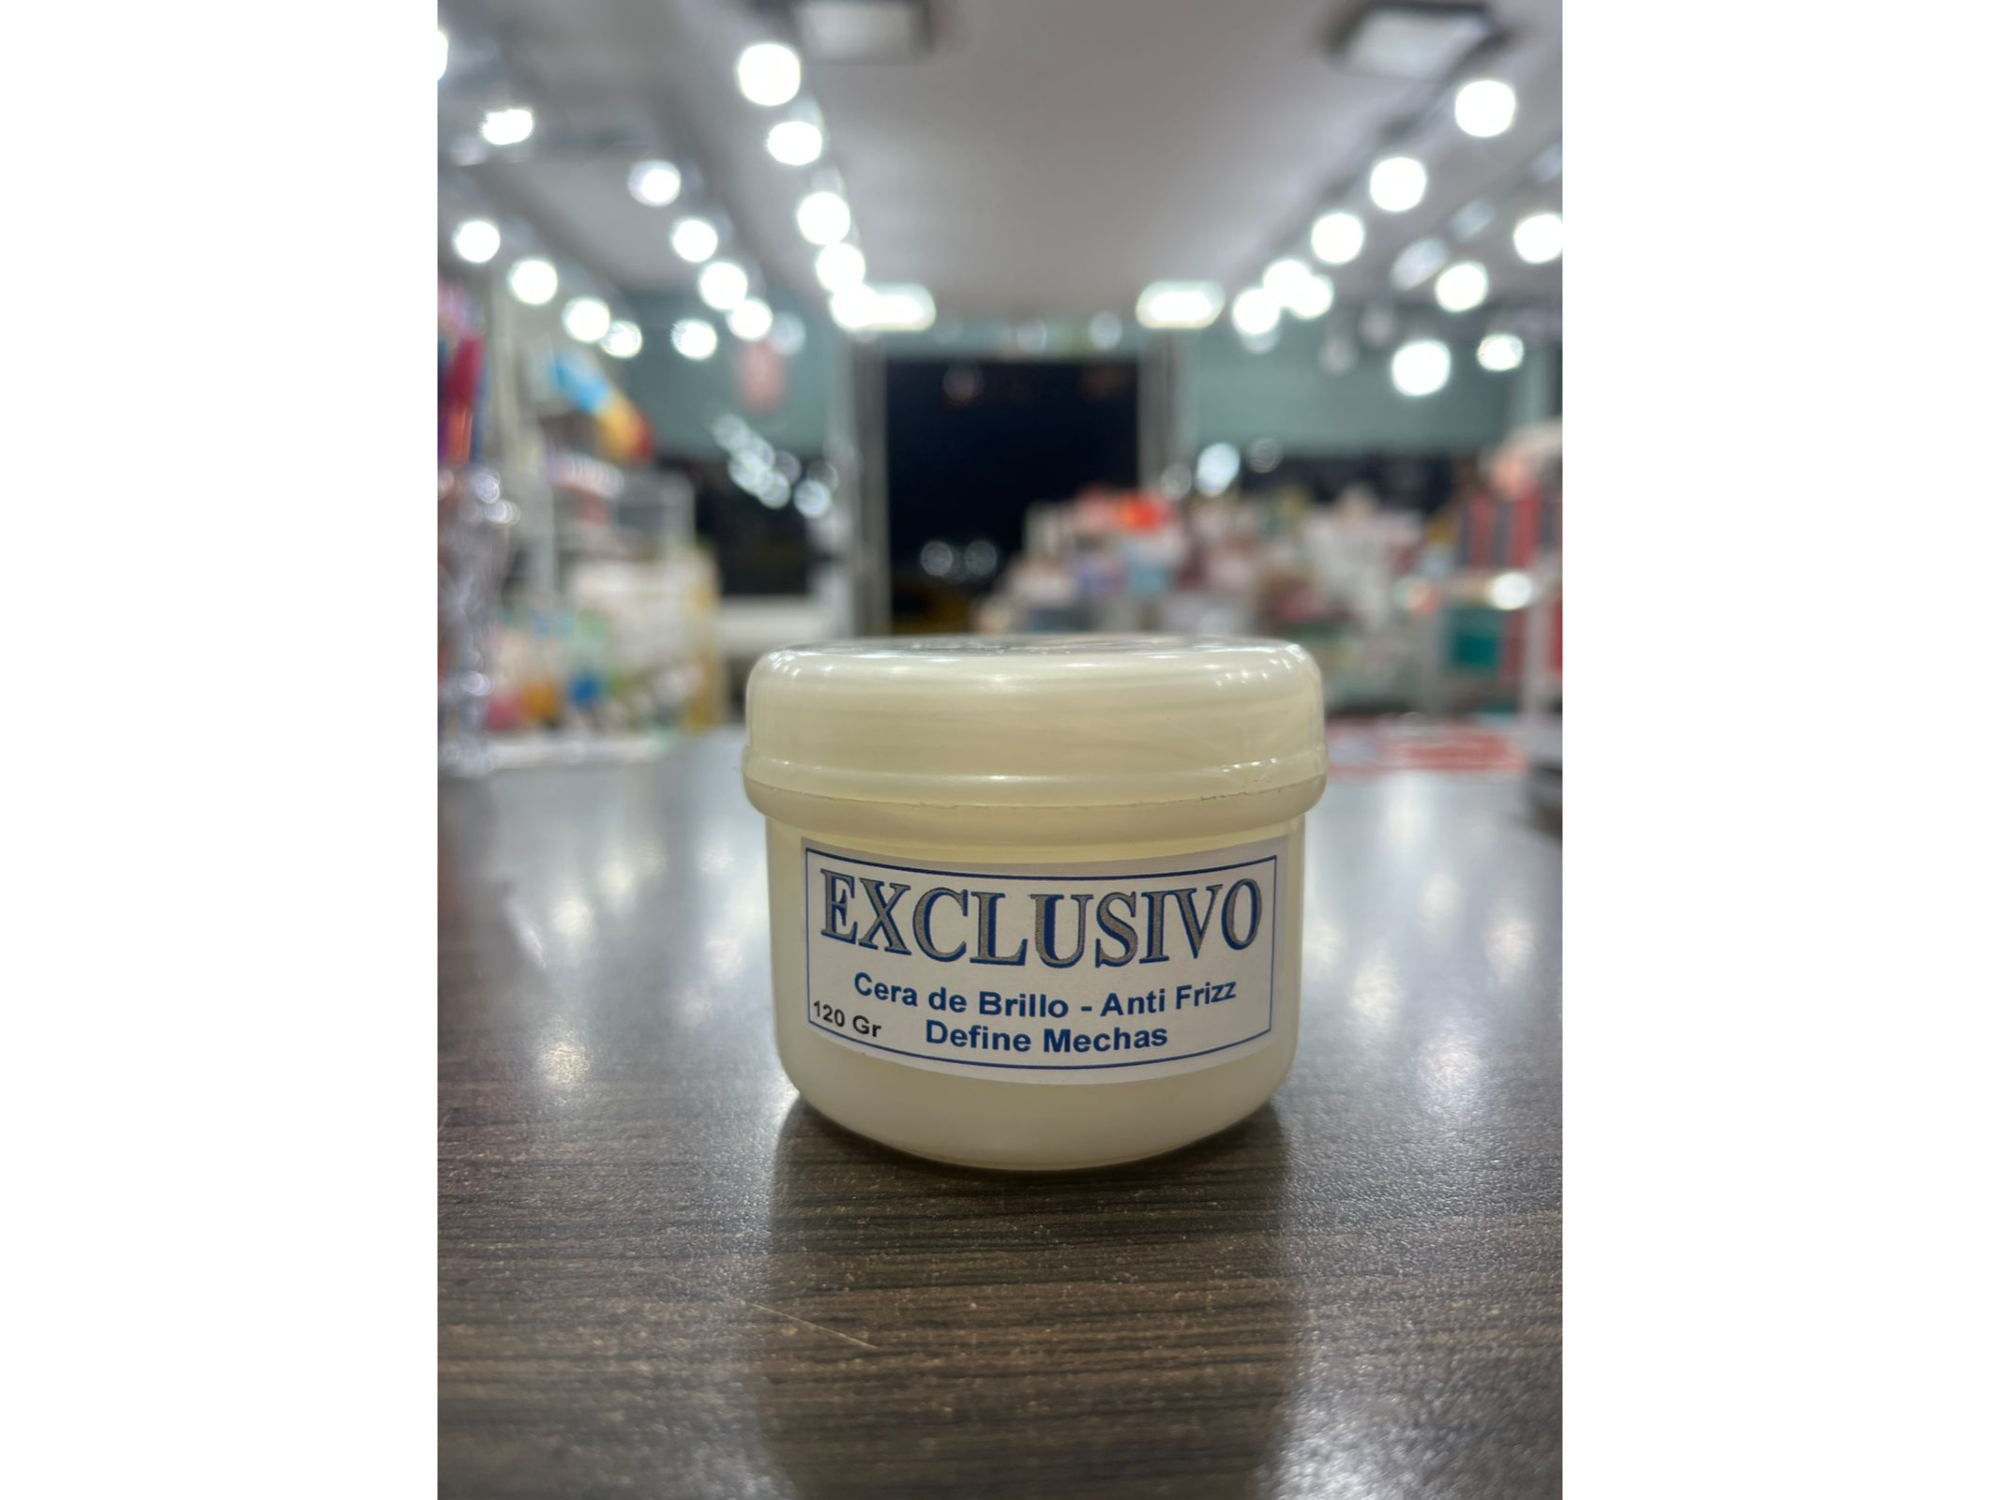 EXCLUSIVO
Cera de Brillo - Anti Frizz
Define Mechas
120 Gr